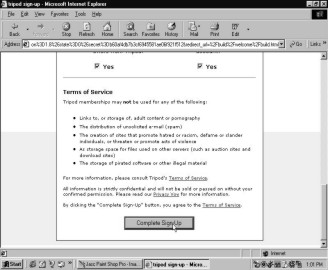 tripod sign-up - Microsoft Internet Explorer
File Edit View Favorites Tools Help
Back Stop Refresh Home Search Favorites History Mail Print Edit
Address Go Links »
Yes Yes
Terms of Service
Tripod memberships may not be used for any of the following:
• Links to, or storage of, adult content or pornography
• The distribution of unsolicited e-mail (spam)
• The creation of sites that promote hatred or racism, defame or slander
individuals, or threaten or promote acts of violence
• As storage space for files used on other servers (such as auction sites and
download sites)
• The storage of pirated software or other illegal material
For more information, please consult Tripod's Terms of Service.
All information is strictly confidential and will not be sold or passed on without your
confirmed permission. Please read our Privacy Vow for more information.
By clicking the "Complete Sign-Up" button, you agree to the Terms of Service.
Complete Sign-Up
Internet
Start Jasc Paint Shop Pro - Ima... tripod sign-up - Micro... 1:01 PM